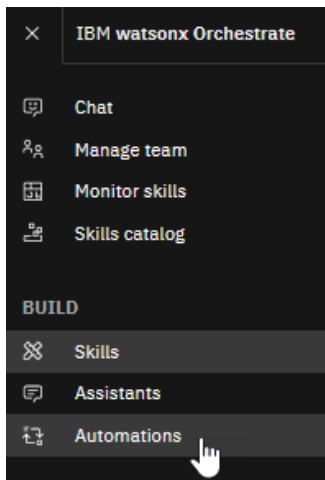 IBM watsonx Orchestrate
Chat
Manage team
Monitor skills
Skills catalog
BUILD
Skills
Assistants
Automations